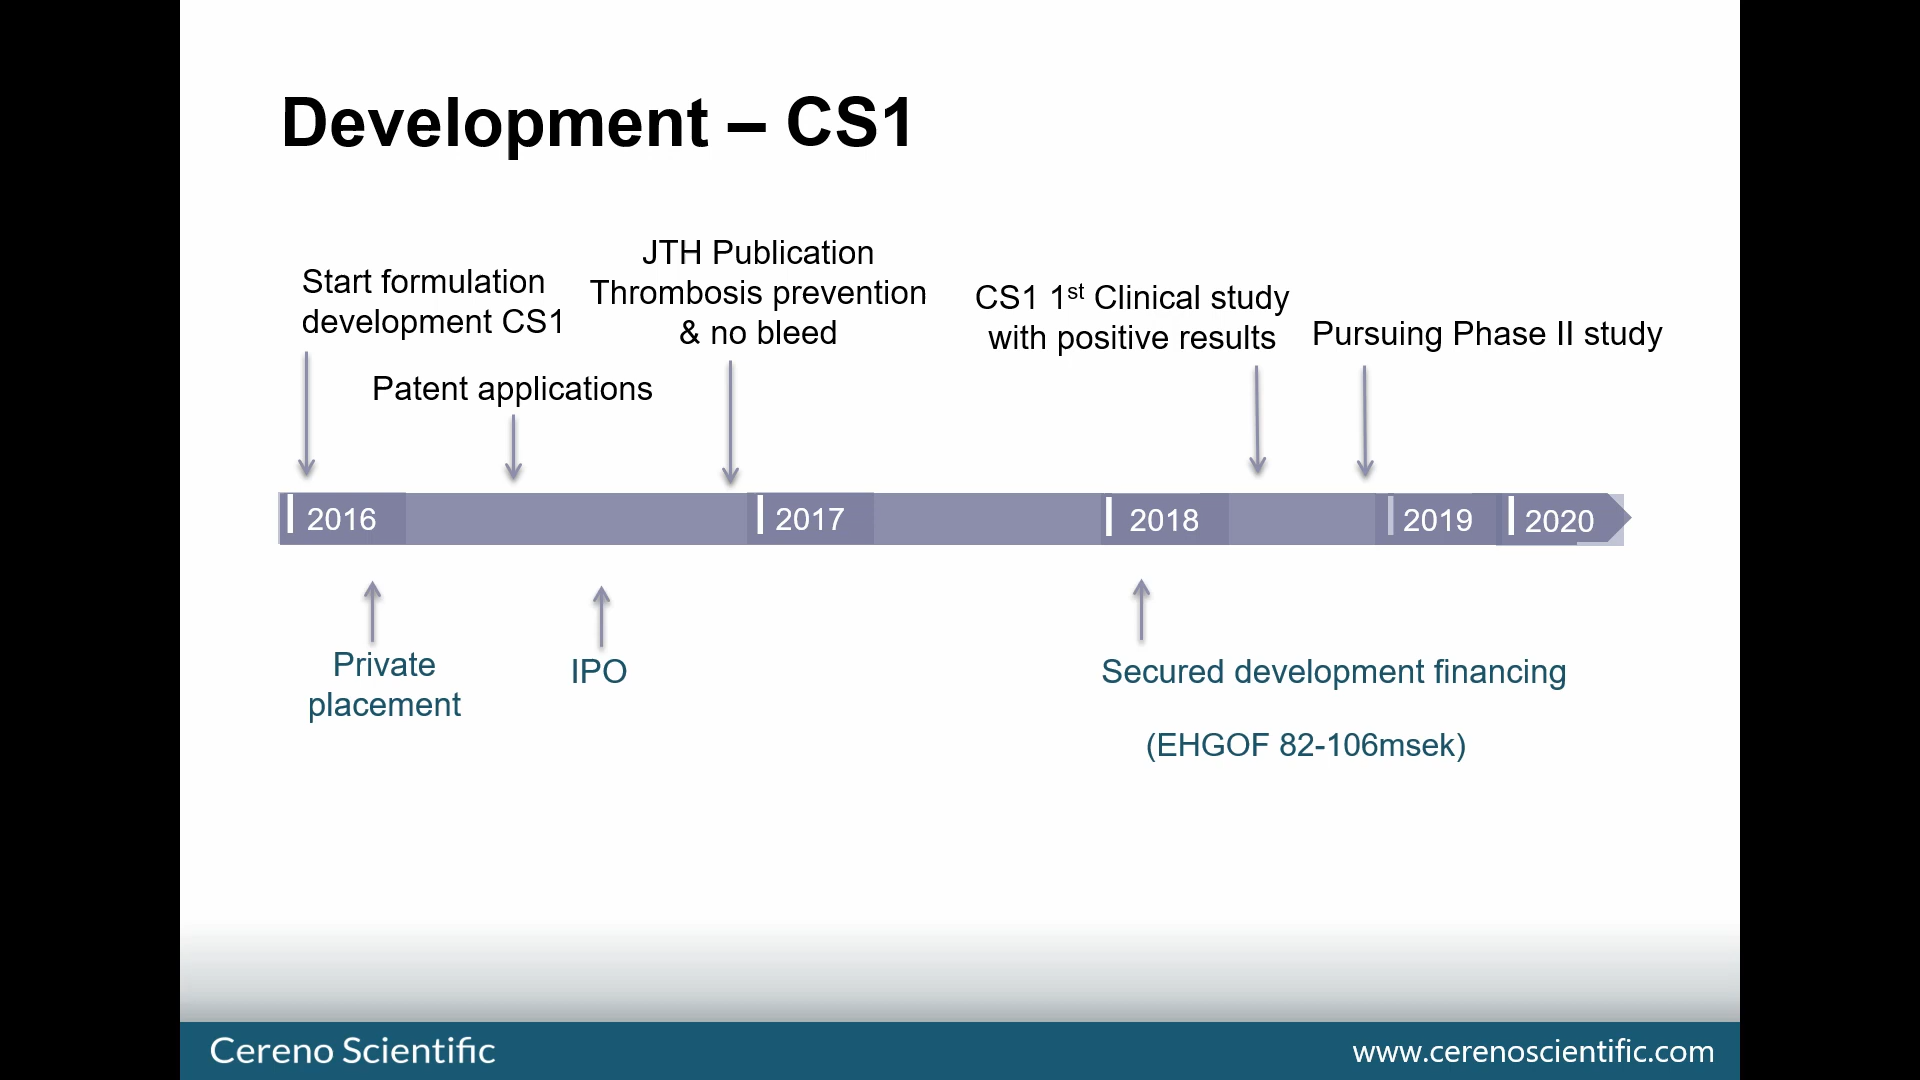 Development – CS1
Start formulation
development CS1
Patent applications
JTH Publication
Thrombosis prevention
& no bleed
CS1 1st Clinical study
with positive results
Pursuing Phase II study
2016
2017
2018
2019
2020
Private
placement
IPO
Secured development financing
(EHGOF 82-106msek)
Cereno Scientific
www.cerenoscientific.com